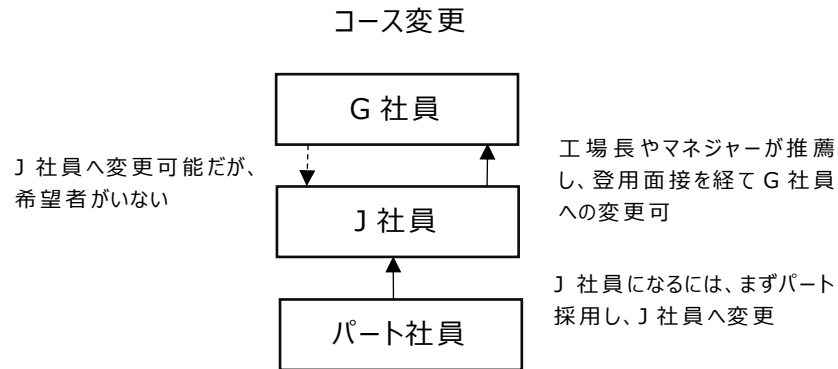 コース変更
G 社員
J 社員へ変更可能だが、
希望者がいない
工場長やマネジャーが推薦
し、登用面接を経て G 社員
への変更可
J 社員
J 社員になるには、まずパート
採用し、J 社員へ変更
パート社員